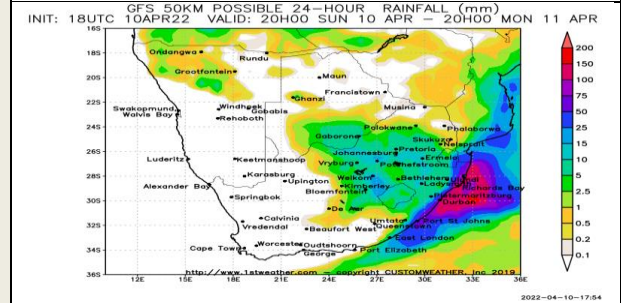 GFS 50KM POSSIBLE 24-HOUR RAINFALL (mm)
INIT: 18UTC 10APR22 VALID: 20H00 SUN 10 APR - 20H00 MON 11 APR
16S
18S
20S
22S
24S
26S
28S
30S
32S
34S
36S
Ondangwa
Rundu
Grootfontein
Maun
Francistown
Ghanzi
Musina
Windhoek
Gobabis
Swakopmund
Walvis Bay
Rehoboth
Polokwane
Phalaborwa
Gaborone
Skukuza
Nelspruit
Pretoria
Johannesburg
Ermelo
Luderitz
Keetmanshoop
Vryburg
Potchefstroom
Karasburg
Welkom
Bethlehem
Upington
Kimberley
Ladysmith
Alexander Bay
Bloemfontein
Richards Bay
Springbok
Pietermaritzburg
Durban
De Aar
Calvinia
Umtata
Port St Johns
Vredendal
Beaufort West
Queenstown
East London
Worcester
Oudtshoorn
Cape Town
George
Port Elizabeth
http://www.1stweather.com - copyright CUSTOMWEATHER, Inc 2019
12E 15E 18E 21E 24E 27E 30E 33E 36E
200
150
100
75
50
25
15
10
5
2.5
1
0.5
0.2
0.1
2022-04-10-17:54